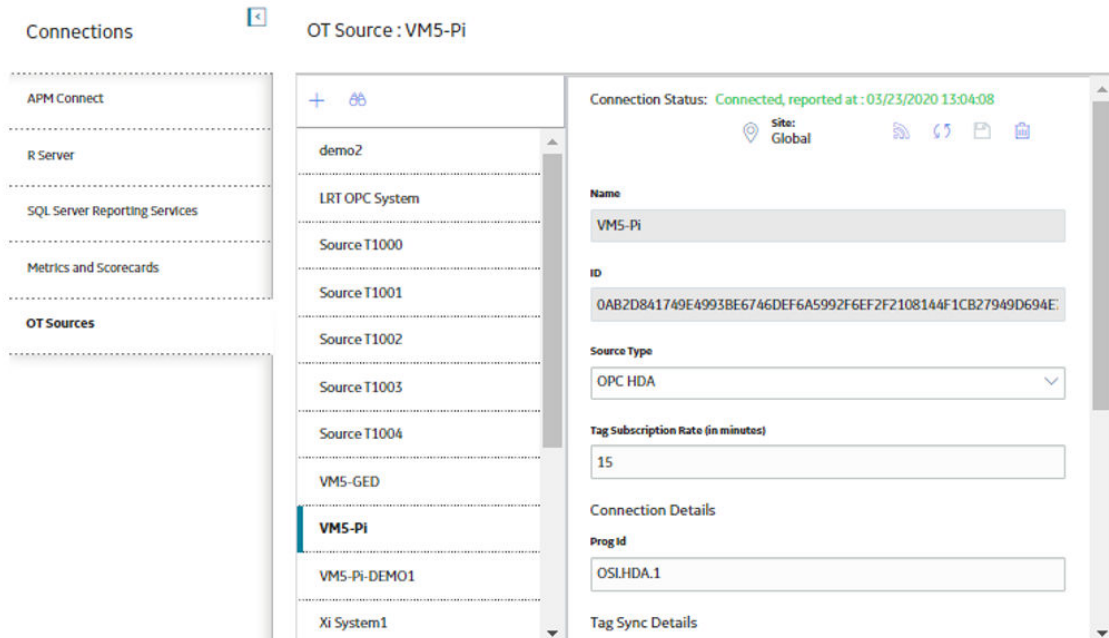 Connections
APM Connect
R Server
SQL Server Reporting Services
Metrics and Scorecards
OT Sources
OT Source : VM5-Pi
demo2
LRT OPC System
Source T1000
Source T1001
Source T1002
Source T1003
Source T1004
VM5-GED
VM5-Pi
VM5-Pi-DEMO1
Xi System1
Connection Status: Connected, reported at : 03/23/2020 13:04:08
Site:
Global
Name
VM5-Pi
ID
0AB2D841749E4993BE6746DEF6A5992F6EF2F2108144F1CB27949D694E
Source Type
OPC HDA
Tag Subscription Rate (in minutes)
15
Connection Details
Prog Id
OSI.HDA.1
Tag Sync Details